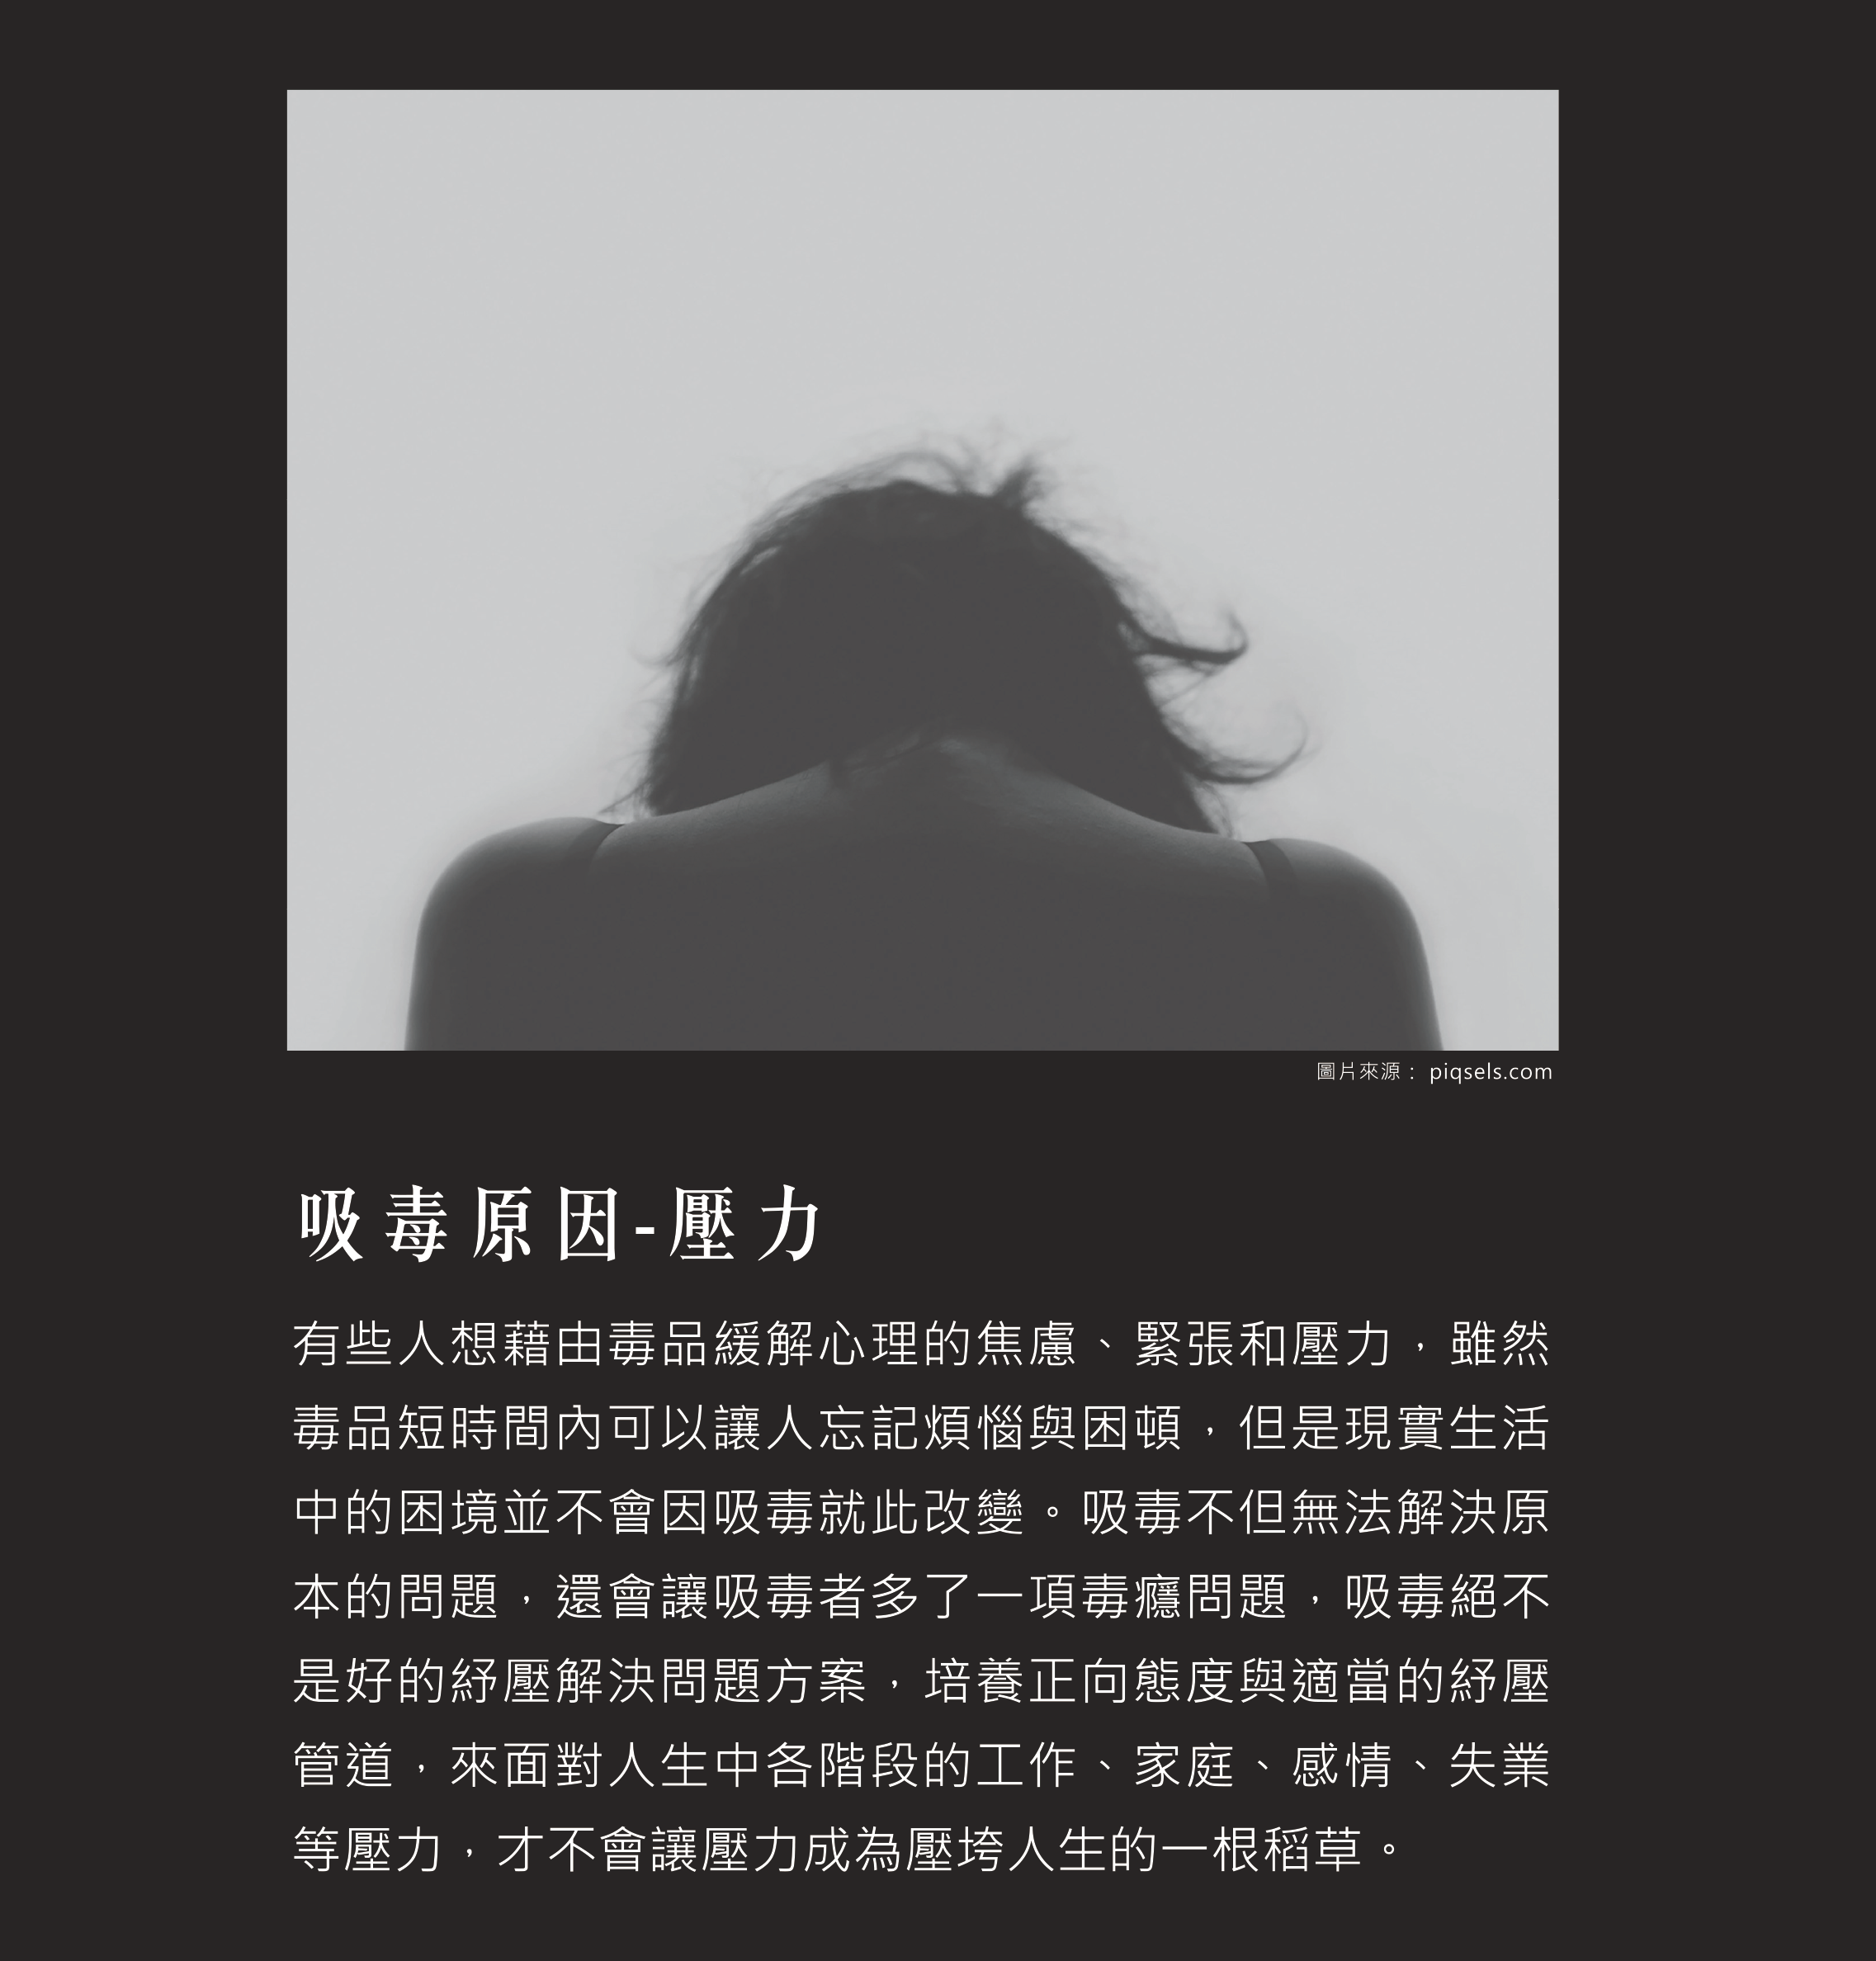 圖片來源： piqsels.com
吸毒原因-壓力
有些人想藉由毒品緩解心理的焦慮、緊張和壓力，雖然
毒品短時間內可以讓人忘記煩惱與困頓，但是現實生活
中的困境並不會因吸毒就此改變。吸毒不但無法解決原
本的問題，還會讓吸毒者多了一項毒癮問題，吸毒絕不
是好的紓壓解決問題方案，培養正向態度與適當的紓壓
管道，來面對人生中各階段的工作、家庭、感情、失業
等壓力，才不會讓壓力成為壓垮人生的一根稻草。